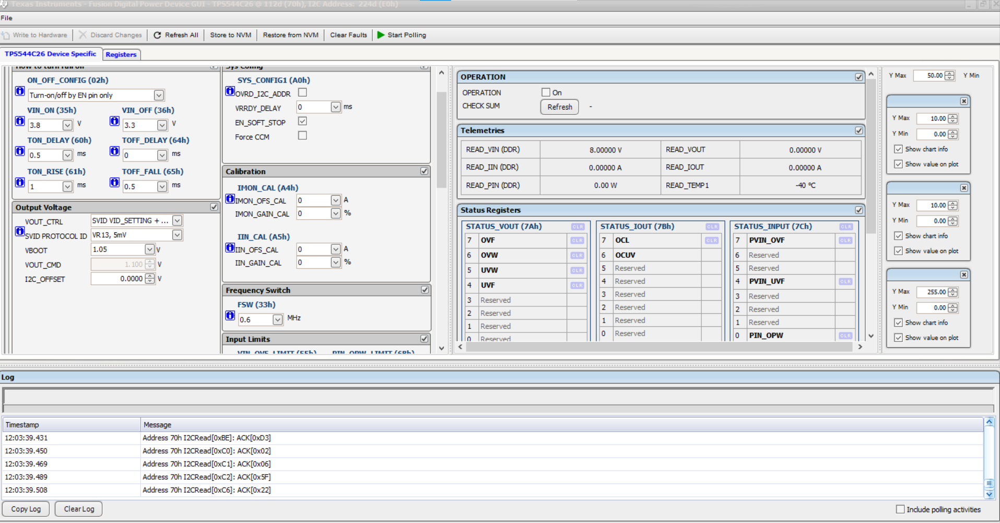 Texas Instruments - Fusion Digital Power Device GUI - TPS544C26 @ 112d (70h), I2C Address: 224d (E0h)
File
Write to Hardware
Discard Changes
Refresh All
Store to NVM
Restore from NVM
Clear Faults
Start Polling
TPS544C26 Device Specific
Registers
How to turn rail on
ON_OFF_CONFIG (02h)
Turn-on/off by EN pin only
VIN_ON (35h) VIN_OFF (36h)
3.8 V 3.3 V
TON_DELAY (60h) TOFF_DELAY (64h)
0.5 ms 0 ms
TON_RISE (61h) TOFF_FALL (65h)
1 ms 0.5 ms
Output Voltage
VOUT_CTRL SVID VID_SETTING + ...
SVID PROTOCOL ID VR13, 5mV
VBOOT 1.05 V
VOUT_CMD 1.100 V
I2C_OFFSET 0.0000 V
Sys Config
SYS_CONFIG1 (A0h)
OVRD_I2C_ADDR
VRRDY_DELAY 0 ms
EN_SOFT_STOP
Force CCM
Calibration
IMON_CAL (A4h)
IMON_OFS_CAL 0 A
IMON_GAIN_CAL 0 %
IIN_CAL (A5h)
IIN_OFS_CAL 0 A
IIN_GAIN_CAL 0 %
Frequency Switch
FSW (33h)
0.6 MHz
Input Limits
VIN_OVF_LIMIT (55h) PIN_OPW_LIMIT (6Bh)
OPERATION
OPERATION On
CHECK SUM Refresh -
Telemetries
READ_VIN (DDR) 8.00000 V READ_VOUT 0.00000 V
READ_IIN (DDR) 0.00000 A READ_IOUT 0.00000 A
READ_PIN (DDR) 0.00 W READ_TEMP1 -40 ºC
Status Registers
STATUS_VOUT (7Ah) CLR
7 OVF CLR
6 OVW CLR
5 UVW CLR
4 UVF CLR
3 Reserved
2 Reserved
1 Reserved
0 Reserved
STATUS_IOUT (7Bh) CLR
7 OCL CLR
6 OCUV
5 Reserved
4 Reserved
3 Reserved
2 Reserved
1 Reserved
0 Reserved
STATUS_INPUT (7Ch) CLR
7 PVIN_OVF CLR
6 Reserved
5 Reserved
4 PVIN_UVF CLR
3 Reserved
2 Reserved
1 Reserved
0 PIN_OPW CLR
Y Max 50.00 Y Min
Y Max 10.00
Y Min 0.00
Show chart info
Show value on plot
Y Max 10.00
Y Min 0.00
Show chart info
Show value on plot
Y Max 255.00
Y Min 0.00
Show chart info
Show value on plot
Log
Timestamp Message
12:03:39.431 Address 70h I2CRead[0xBE]: ACK[0xD3]
12:03:39.450 Address 70h I2CRead[0xC0]: ACK[0x02]
12:03:39.469 Address 70h I2CRead[0xC1]: ACK[0x06]
12:03:39.489 Address 70h I2CRead[0xC2]: ACK[0x5F]
12:03:39.508 Address 70h I2CRead[0xC6]: ACK[0x22]
Copy Log
Clear Log
Include polling activities